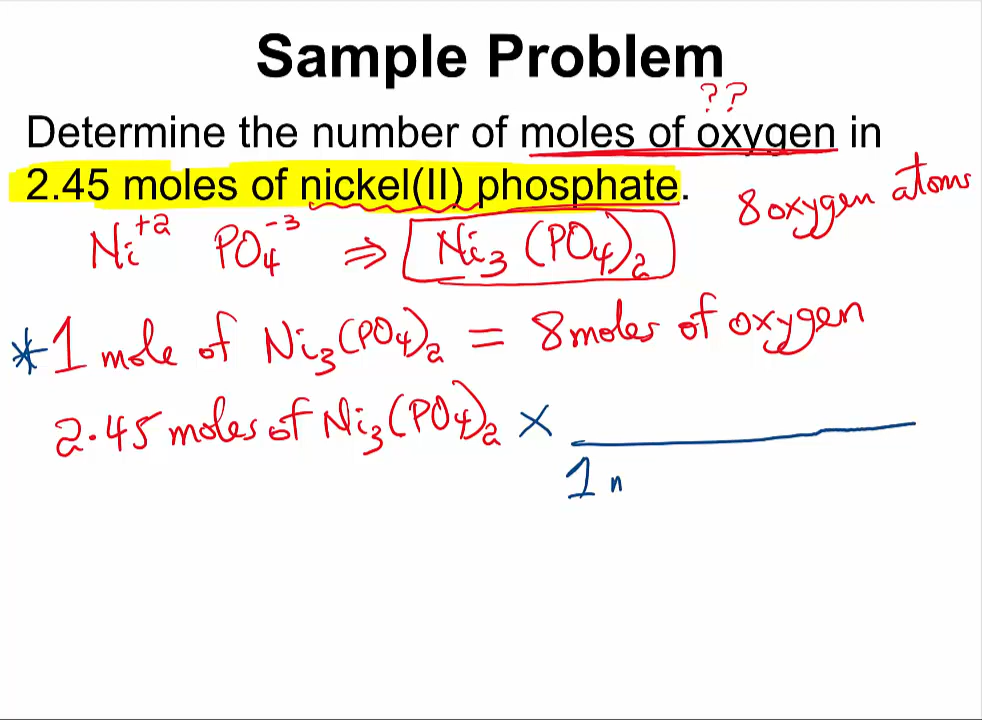 Sample Problem
??
Determine the number of moles of oxygen in
2.45 moles of nickel(II) phosphate.
8 oxygen atoms
Ni⁺² PO₄⁻³ ⇒ Ni₃(PO₄)₂
*1 mole of Ni₃(PO₄)₂ = 8 moles of oxygen
2.45 moles of Ni₃(PO₄)₂ ×
1 n